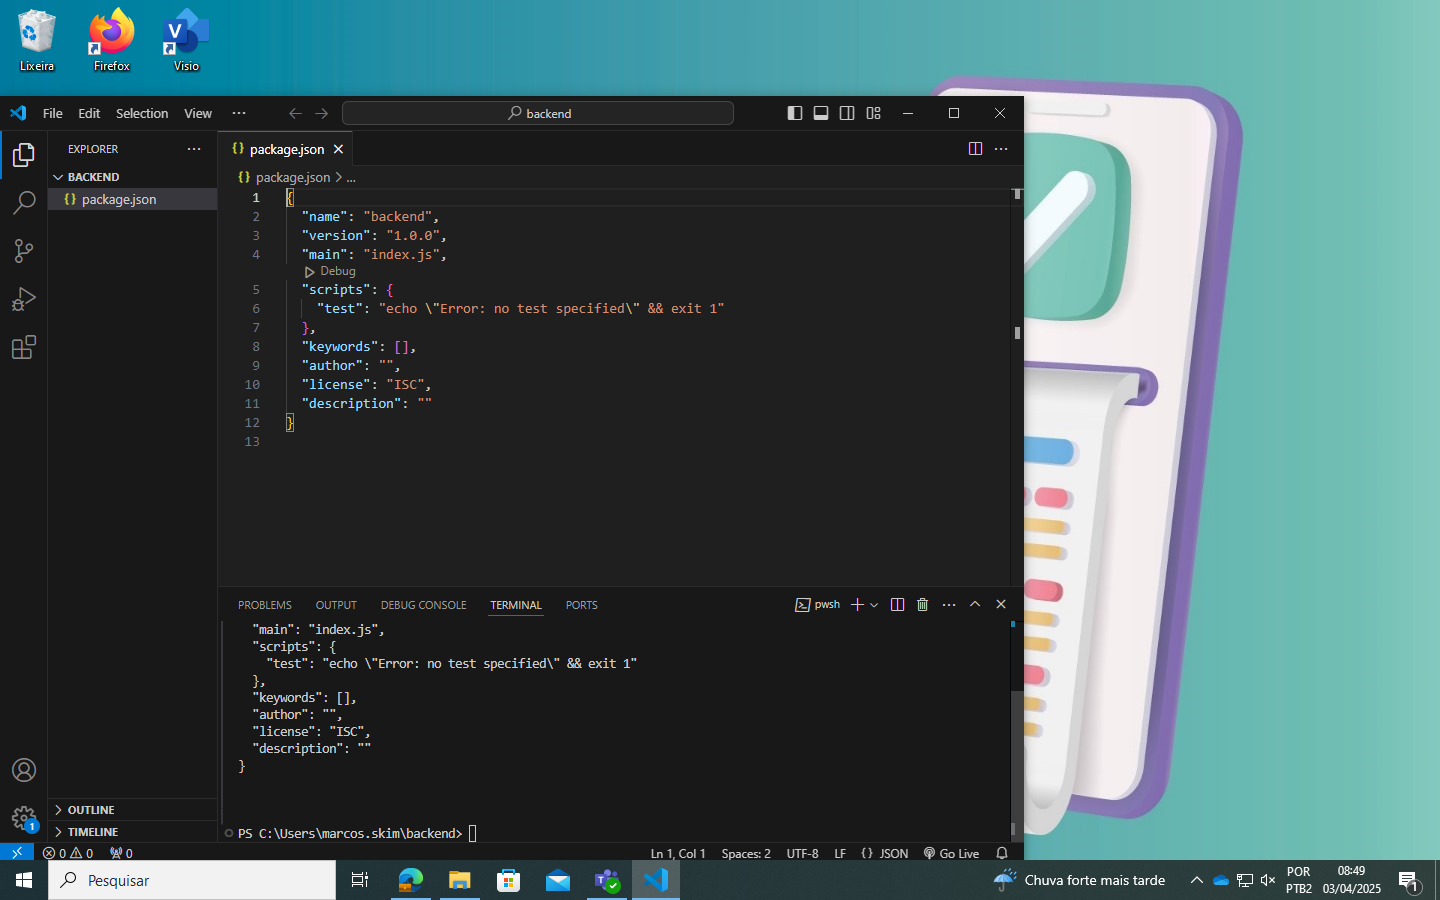 Lixeira
Firefox
Visio
File Edit Selection View ...
backend
EXPLORER
BACKEND
package.json
package.json
package.json > ...
1 {
2 "name": "backend",
3 "version": "1.0.0",
4 "main": "index.js",
Debug
5 "scripts": {
6 "test": "echo \"Error: no test specified\" && exit 1"
7 },
8 "keywords": [],
9 "author": "",
10 "license": "ISC",
11 "description": ""
12 }
13
PROBLEMS OUTPUT DEBUG CONSOLE TERMINAL PORTS
pwsh
"main": "index.js",
"scripts": {
"test": "echo \"Error: no test specified\" && exit 1"
},
"keywords": [],
"author": "",
"license": "ISC",
"description": ""
}
PS C:\Users\marcos.skim\backend>
OUTLINE
TIMELINE
1
0 0 0
Ln 1, Col 1 Spaces: 2 UTF-8 LF {} JSON Go Live
Pesquisar
Chuva forte mais tarde
POR
PTB2
08:49
03/04/2025
1